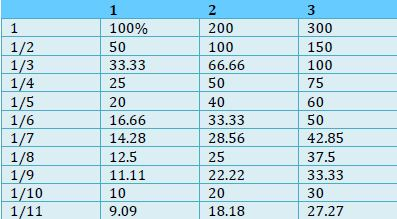 1 2 3
1 100% 200 300
1/2 50 100 150
1/3 33.33 66.66 100
1/4 25 50 75
1/5 20 40 60
1/6 16.66 33.33 50
1/7 14.28 28.56 42.85
1/8 12.5 25 37.5
1/9 11.11 22.22 33.33
1/10 10 20 30
1/11 9.09 18.18 27.27